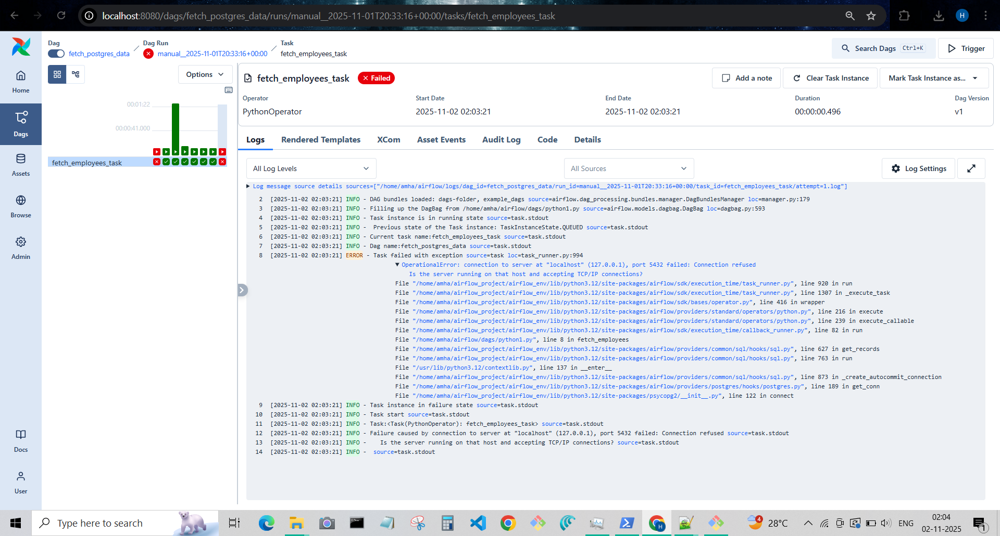 localhost:8080/dags/fetch_postgres_data/runs/manual__2025-11-01T20:33:16+00:00/tasks/fetch_employees_task
H
Dag
fetch_postgres_data
Dag Run
manual__2025-11-01T20:33:16+00:00
Task
fetch_employees_task
Search Dags Ctrl+K
Trigger
Home
Dags
Assets
Browse
Admin
Docs
User
Options
00:01:22
00:00:41.000
fetch_employees_task
fetch_employees_task
Failed
Add a note
Clear Task Instance
Mark Task Instance as...
Operator
PythonOperator
Start Date
2025-11-02 02:03:21
End Date
2025-11-02 02:03:21
Duration
00:00:00.496
Dag Version
v1
Logs Rendered Templates XCom Asset Events Audit Log Code Details
All Log Levels
All Sources
Log Settings
Log message source details sources=["/home/amha/airflow/logs/dag_id=fetch_postgres_data/run_id=manual__2025-11-01T20:33:16+00:00/task_id=fetch_employees_task/attempt=1.log"]
2 [2025-11-02 02:03:21] INFO - DAG bundles loaded: dags-folder, example_dags source=airflow.dag_processing.bundles.manager.DagBundlesManager loc=manager.py:179
3 [2025-11-02 02:03:21] INFO - Filling up the DagBag from /home/amha/airflow/dags/python1.py source=airflow.models.dagbag.DagBag loc=dagbag.py:593
4 [2025-11-02 02:03:21] INFO - Task instance is in running state source=task.stdout
5 [2025-11-02 02:03:21] INFO -  Previous state of the Task instance: TaskInstanceState.QUEUED source=task.stdout
6 [2025-11-02 02:03:21] INFO - Current task name:fetch_employees_task source=task.stdout
7 [2025-11-02 02:03:21] INFO - Dag name:fetch_postgres_data source=task.stdout
8 [2025-11-02 02:03:21] ERROR - Task failed with exception source=task loc=task_runner.py:994
OperationalError: connection to server at "localhost" (127.0.0.1), port 5432 failed: Connection refused
Is the server running on that host and accepting TCP/IP connections?
File "/home/amha/airflow_project/airflow_env/lib/python3.12/site-packages/airflow/sdk/execution_time/task_runner.py", line 920 in run
File "/home/amha/airflow_project/airflow_env/lib/python3.12/site-packages/airflow/sdk/execution_time/task_runner.py", line 1307 in _execute_task
File "/home/amha/airflow_project/airflow_env/lib/python3.12/site-packages/airflow/sdk/bases/operator.py", line 416 in wrapper
File "/home/amha/airflow_project/airflow_env/lib/python3.12/site-packages/airflow/providers/standard/operators/python.py", line 216 in execute
File "/home/amha/airflow_project/airflow_env/lib/python3.12/site-packages/airflow/providers/standard/operators/python.py", line 239 in execute_callable
File "/home/amha/airflow_project/airflow_env/lib/python3.12/site-packages/airflow/sdk/execution_time/callback_runner.py", line 82 in run
File "/home/amha/airflow/dags/python1.py", line 8 in fetch_employees
File "/home/amha/airflow_project/airflow_env/lib/python3.12/site-packages/airflow/providers/common/sql/hooks/sql.py", line 627 in get_records
File "/home/amha/airflow_project/airflow_env/lib/python3.12/site-packages/airflow/providers/common/sql/hooks/sql.py", line 763 in run
File "/usr/lib/python3.12/contextlib.py", line 137 in __enter__
File "/home/amha/airflow_project/airflow_env/lib/python3.12/site-packages/airflow/providers/common/sql/hooks/sql.py", line 873 in _create_autocommit_connection
File "/home/amha/airflow_project/airflow_env/lib/python3.12/site-packages/airflow/providers/postgres/hooks/postgres.py", line 189 in get_conn
File "/home/amha/airflow_project/airflow_env/lib/python3.12/site-packages/psycopg2/__init__.py", line 122 in connect
9 [2025-11-02 02:03:21] INFO - Task instance in failure state source=task.stdout
10 [2025-11-02 02:03:21] INFO - Task start source=task.stdout
11 [2025-11-02 02:03:21] INFO - Task:<Task(PythonOperator): fetch_employees_task> source=task.stdout
12 [2025-11-02 02:03:21] INFO - Failure caused by connection to server at "localhost" (127.0.0.1), port 5432 failed: Connection refused source=task.stdout
13 [2025-11-02 02:03:21] INFO -    Is the server running on that host and accepting TCP/IP connections? source=task.stdout
14 [2025-11-02 02:03:21] INFO -  source=task.stdout
Type here to search
H
4
28°C
ENG
02:04
02-11-2025
1